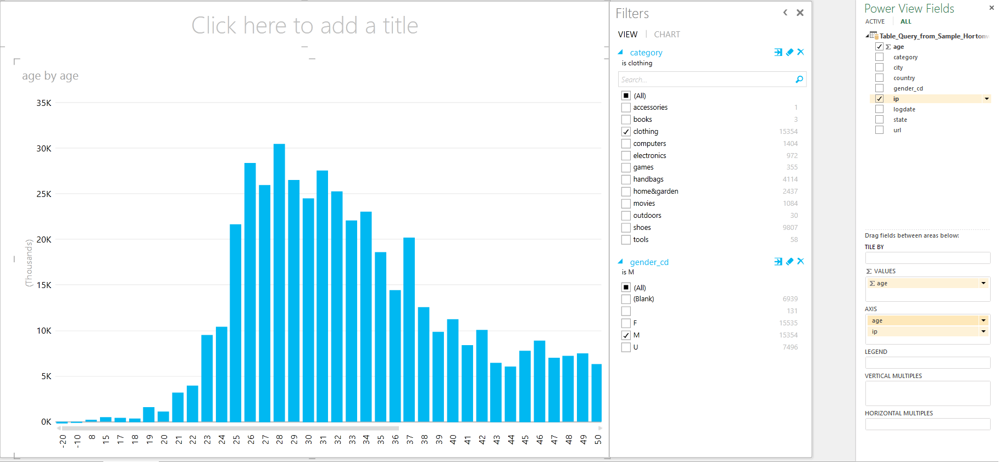 Click here to add a title
age by age
(Thousands)
35K
30K
25K
20K
15K
10K
5K
0K
-20 -10 8 15 17 18 19 20 21 22 23 24 25 26 27 28 29 30 31 32 33 34 35 36 37 38 39 40 41 42 43 44 45 46 47 48 49 50
Filters
VIEW | CHART
category
is clothing
Search...
(All)
accessories 1
books 3
clothing 15354
computers 1404
electronics 972
games 355
handbags 4114
home&garden 2437
movies 1084
outdoors 30
shoes 9807
tools 58
gender_cd
is M
(All)
(Blank) 6939
131
F 15535
M 15354
U 7496
Power View Fields
ACTIVE | ALL
Table_Query_from_Sample_Hortonw
Σ age
category
city
country
gender_cd
ip
logdate
state
url
Drag fields between areas below:
TILE BY
Σ VALUES
Σ age
AXIS
age
ip
LEGEND
VERTICAL MULTIPLES
HORIZONTAL MULTIPLES